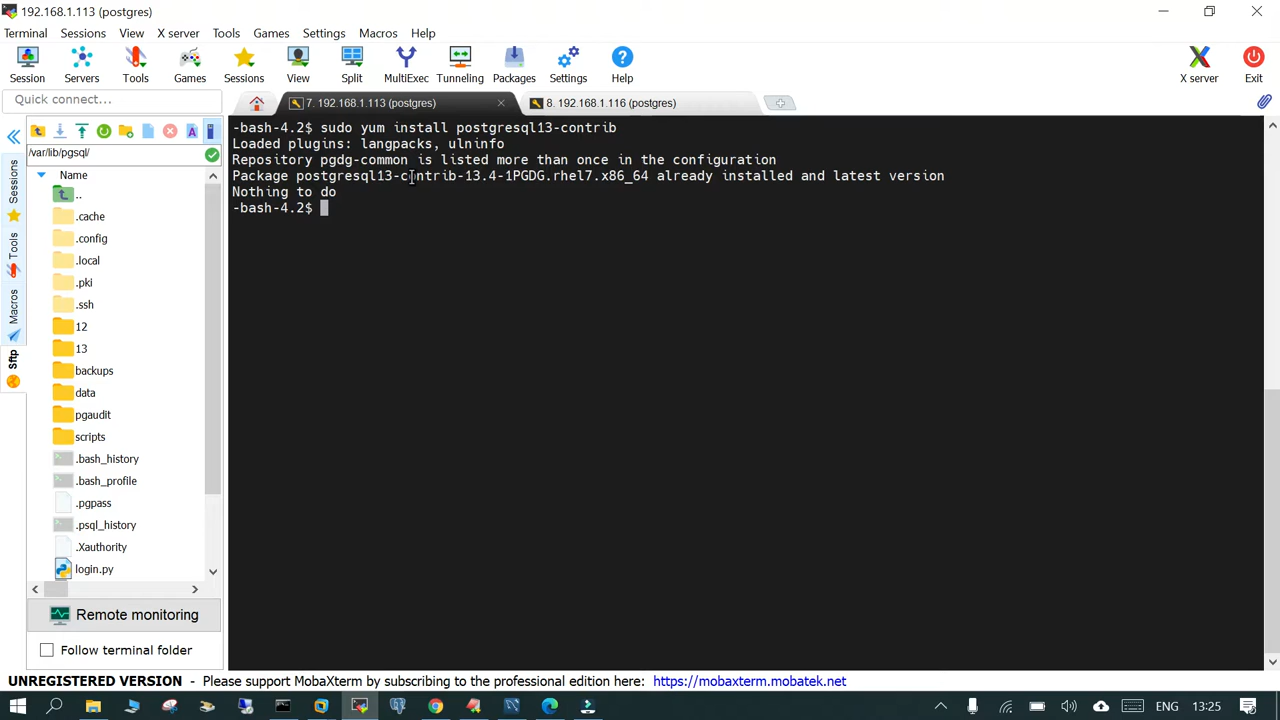 192.168.1.113 (postgres)
Terminal Sessions View X server Tools Games Settings Macros Help
Session Servers Tools Games Sessions View Split MultiExec Tunneling Packages Settings Help X server Exit
Quick connect...
7. 192.168.1.113 (postgres)
8. 192.168.1.116 (postgres)
/var/lib/pgsql/
Name
..
.cache
.config
.local
.pki
.ssh
12
13
backups
data
pgaudit
scripts
.bash_history
.bash_profile
.pgpass
.psql_history
.Xauthority
login.py
Sessions
Tools
Macros
Sftp
Remote monitoring
Follow terminal folder
-bash-4.2$ sudo yum install postgresql13-contrib
Loaded plugins: langpacks, ulninfo
Repository pgdg-common is listed more than once in the configuration
Package postgresql13-contrib-13.4-1PGDG.rhel7.x86_64 already installed and latest version
Nothing to do
-bash-4.2$
UNREGISTERED VERSION - Please support MobaXterm by subscribing to the professional edition here: https://mobaxterm.mobatek.net
ENG 13:25